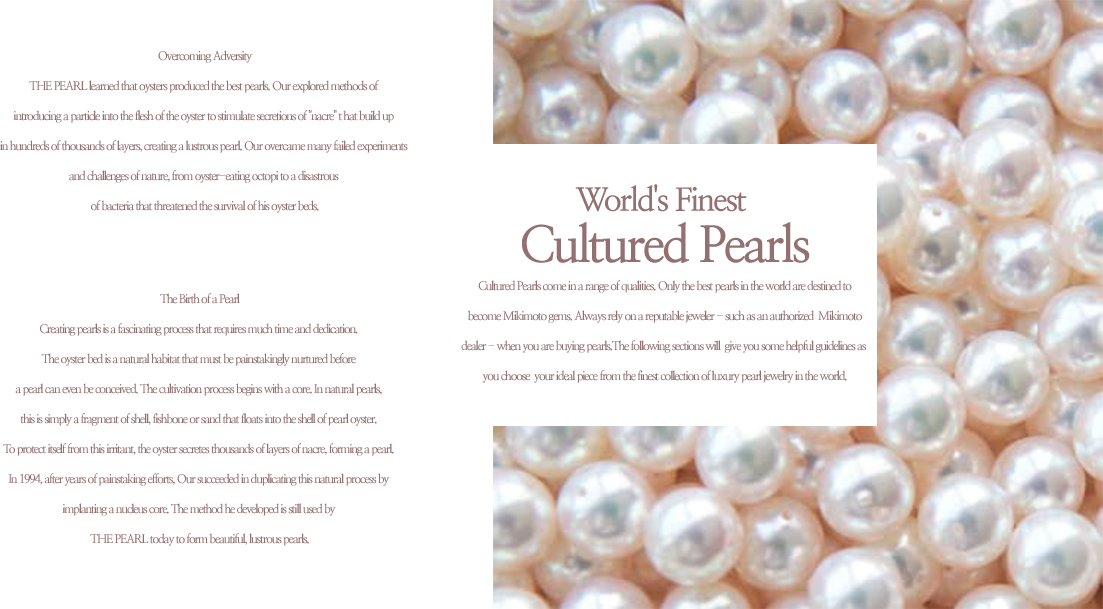 Overcoming Adversity
THE PEARL learned that oysters produced the best pearls. Our explored methods of
introducing a particle into the flesh of the oyster to stimulate secretions of "nacre" t hat build up
in hundreds of thousands of layers, creating a lustrous pearl. Our overcame many failed experiments
and challenges of nature, from oyster-eating octopi to a disastrous
of bacteria that threatened the survival of his oyster beds.
The Birth of a Pearl
Creating pearls is a fascinating process that requires much time and dedication.
The oyster bed is a natural habitat that must be painstakingly nurtured before
a pearl can even be conceived. The cultivation process begins with a core. In natural pearls,
this is simply a fragment of shell, fishbone or sand that floats into the shell of pearl oyster.
To protect itself from this irritant, the oyster secretes thousands of layers of nacre, forming a pearl.
In 1994, after years of painstaking efforts, Our succeeded in duplicating this natural process by
implanting a nucleus core. The method he developed is still used by
THE PEARL today to form beautiful, lustrous pearls.
World's Finest
Cultured Pearls
Cultured Pearls come in a range of qualities. Only the best pearls in the world are destined to
become Mikimoto gems. Always rely on a reputable jeweler - such as an authorized Mikimoto
dealer - when you are buying pearls.The following sections will give you some helpful guidelines as
you choose your ideal piece from the finest collection of luxury pearl jewelry in the world.